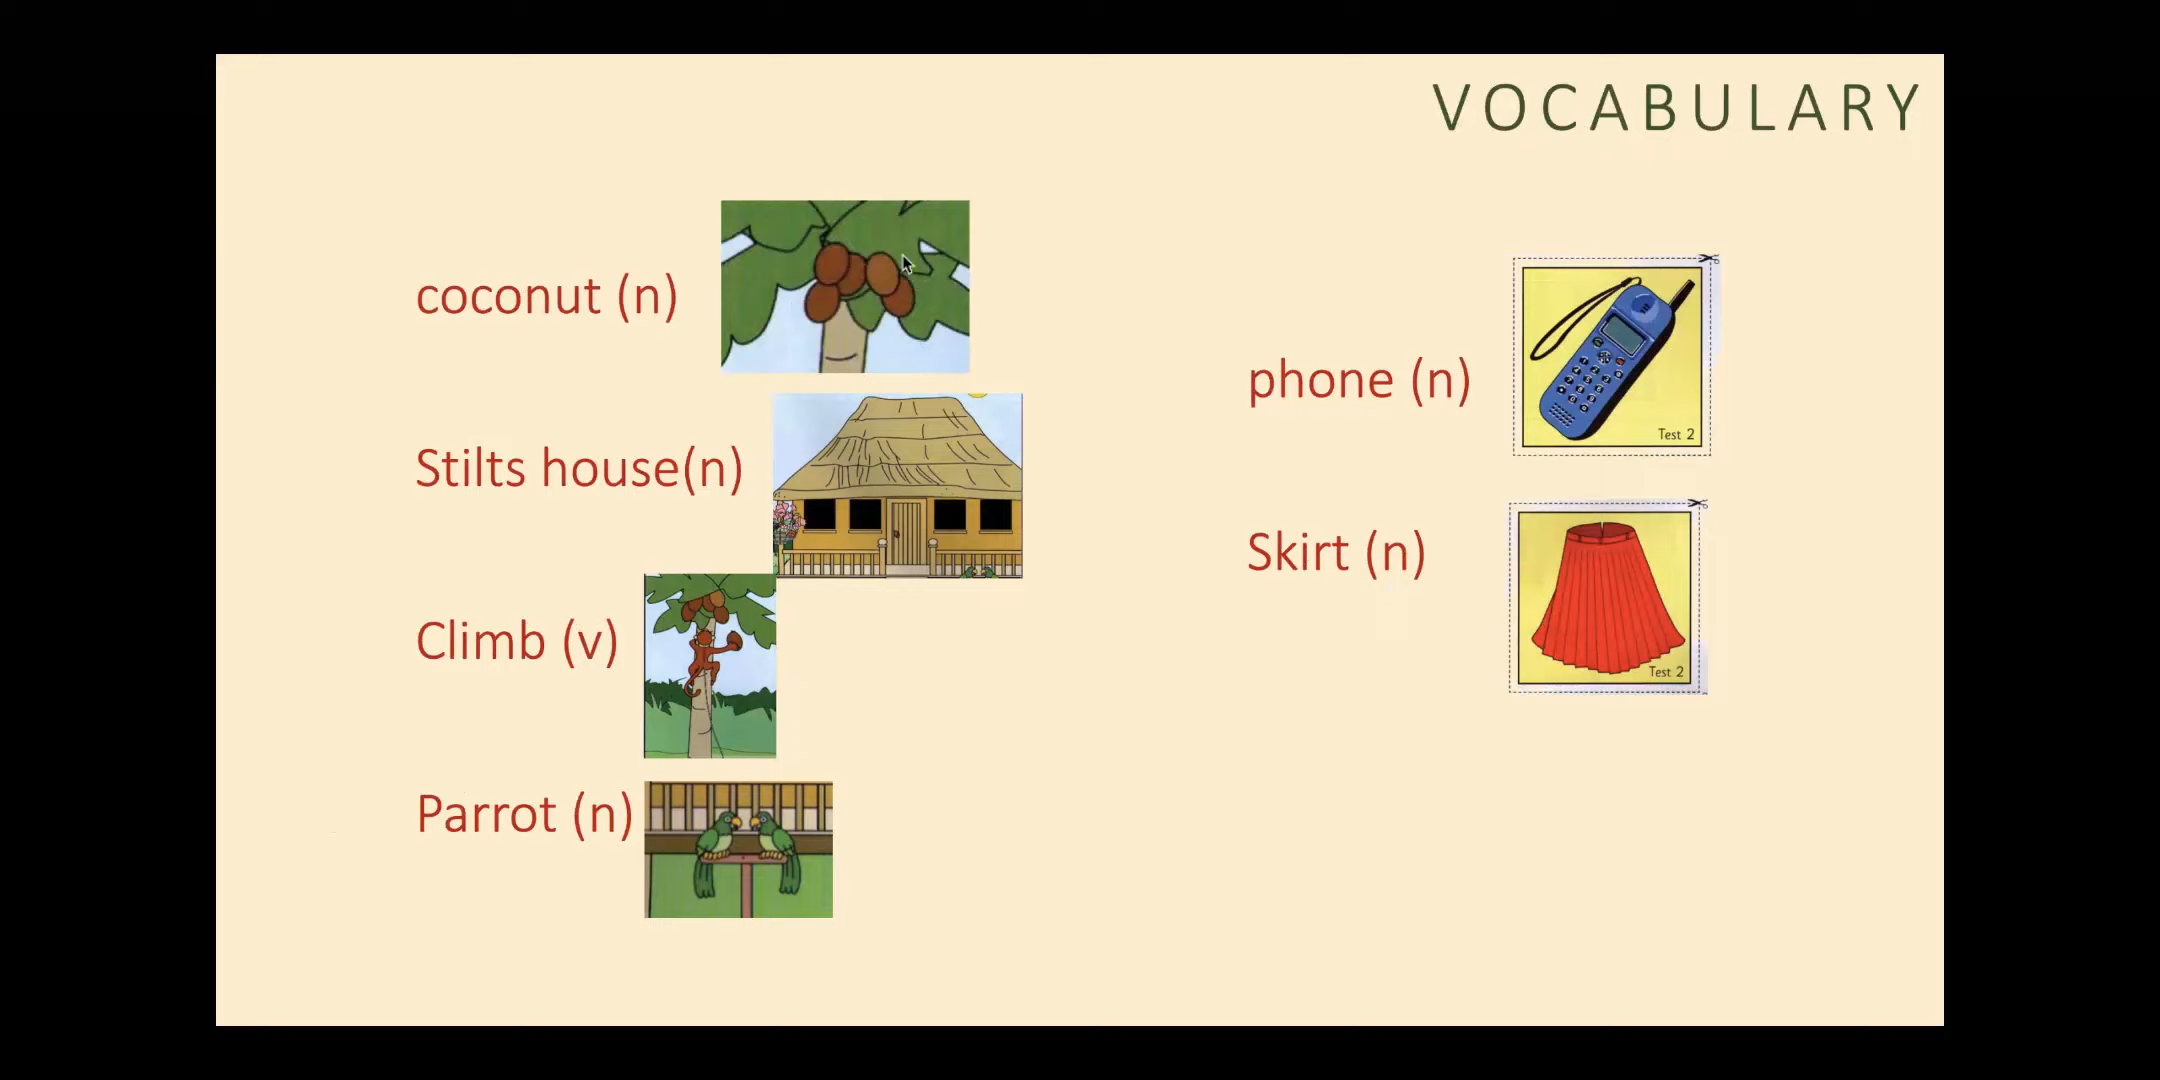 VOCABULARY
coconut (n)
Stilts house(n)
Climb (v)
Parrot (n)
phone (n)
Test 2
Skirt (n)
Test 2